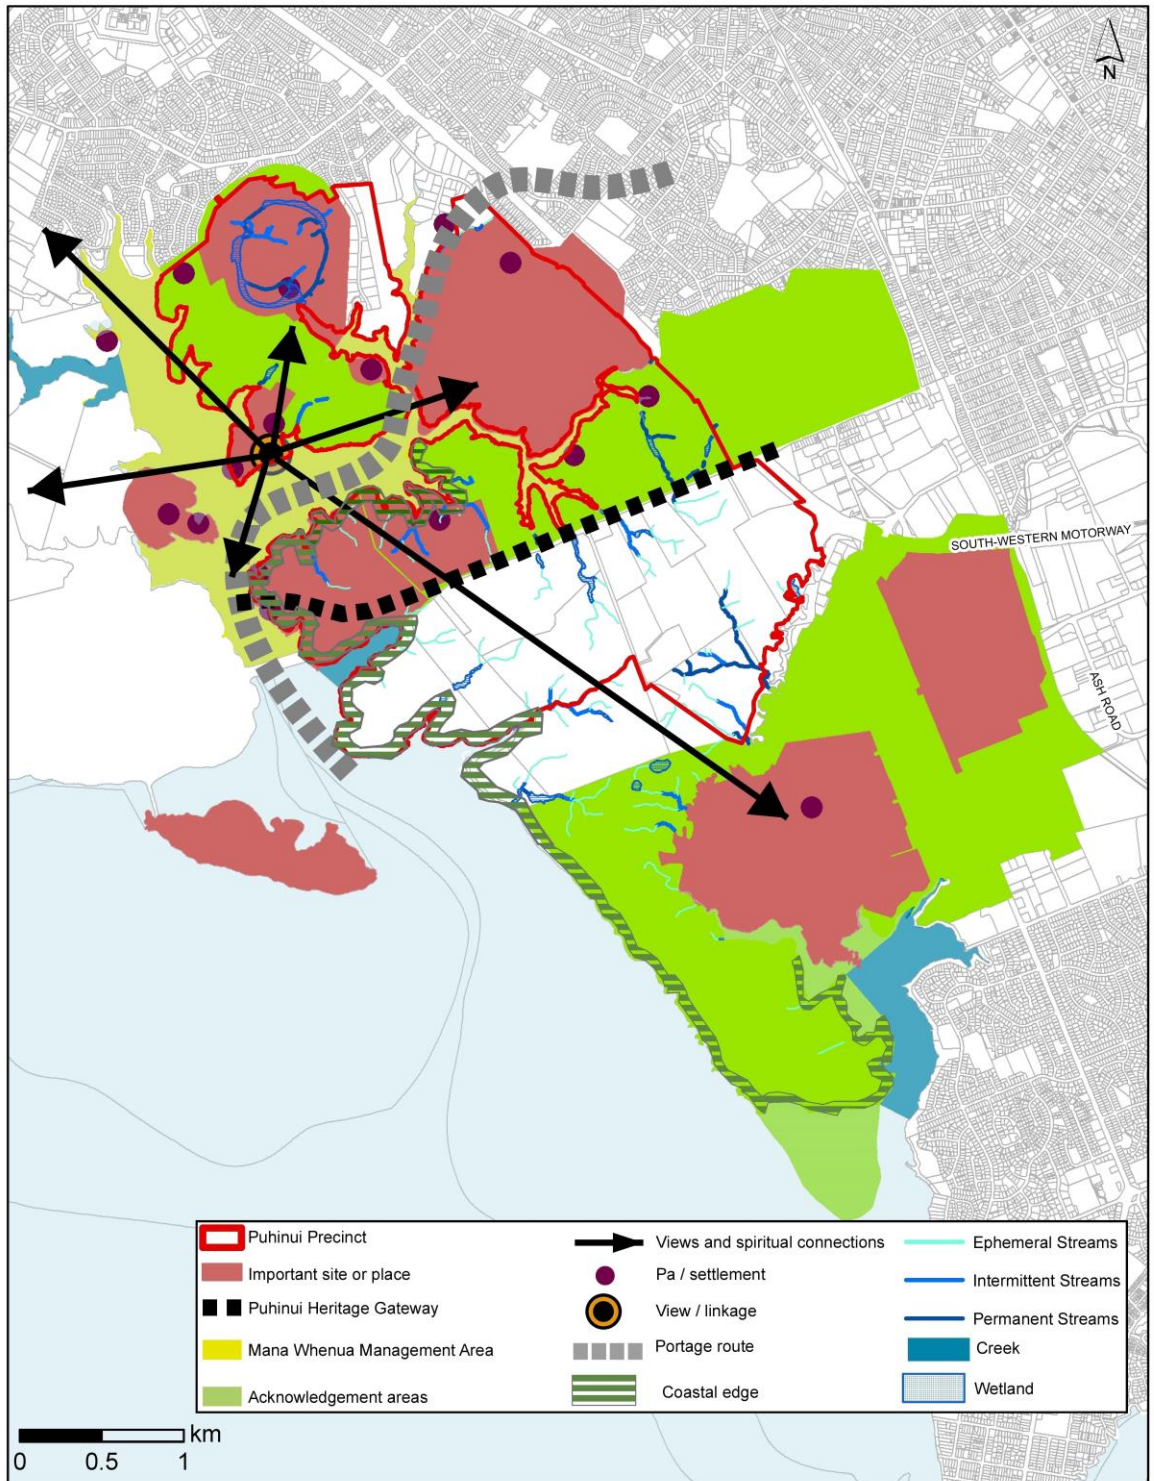 N
SOUTH-WESTERN MOTORWAY
ASH ROAD
Puhinui Precinct
Important site or place
Puhinui Heritage Gateway
Mana Whenua Management Area
Acknowledgement areas
Views and spiritual connections
Pa / settlement
View / linkage
Portage route
Coastal edge
Ephemeral Streams
Intermittent Streams
Permanent Streams
Creek
Wetland
km
0 0.5 1